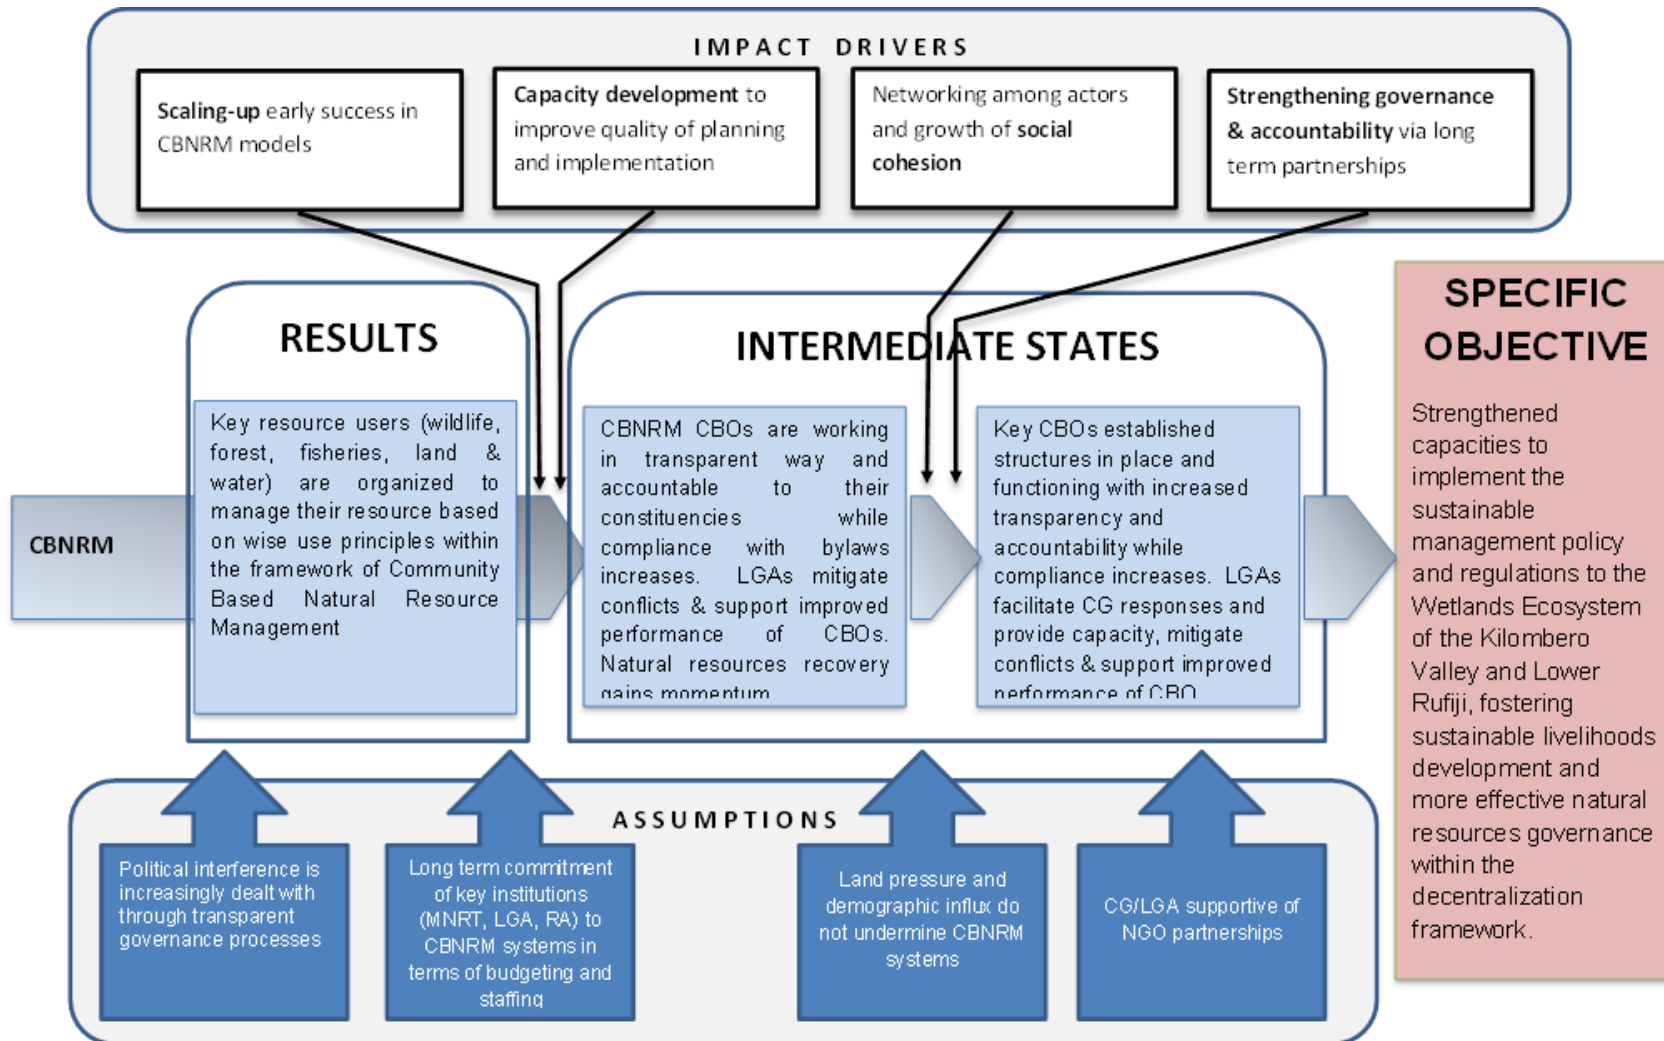 IMPACT DRIVERS
Scaling-up early success in
CBNRM models
Capacity development to
improve quality of planning
and implementation
Networking among actors
and growth of social
cohesion
Strengthening governance
& accountability via long
term partnerships
RESULTS
INTERMEDIATE STATES
SPECIFIC
OBJECTIVE
CBNRM
Key resource users (wildlife,
forest, fisheries, land &
water) are organized to
manage their resource based
on wise use principles within
the framework of Community
Based Natural Resource
Management
CBNRM CBOs are working
in transparent way and
accountable to their
constituencies while
compliance with bylaws
increases. LGAs mitigate
conflicts & support improved
performance of CBOs.
Natural resources recovery
gains momentum
Key CBOs established
structures in place and
functioning with increased
transparency and
accountability while
compliance increases. LGAs
facilitate CG responses and
provide capacity, mitigate
conflicts & support improved
performance of CBO
Strengthened
capacities to
implement the
sustainable
management policy
and regulations to the
Wetlands Ecosystem
of the Kilombero
Valley and Lower
Rufiji, fostering
sustainable livelihoods
development and
more effective natural
resources governance
within the
decentralization
framework.
ASSUMPTIONS
Political interference is
increasingly dealt with
through transparent
governance processes
Long term commitment
of key institutions
(MNRT, LGA, RA) to
CBNRM systems in
terms of budgeting and
staffing
Land pressure and
demographic influx do
not undermine CBNRM
systems
CG/LGA supportive of
NGO partnerships